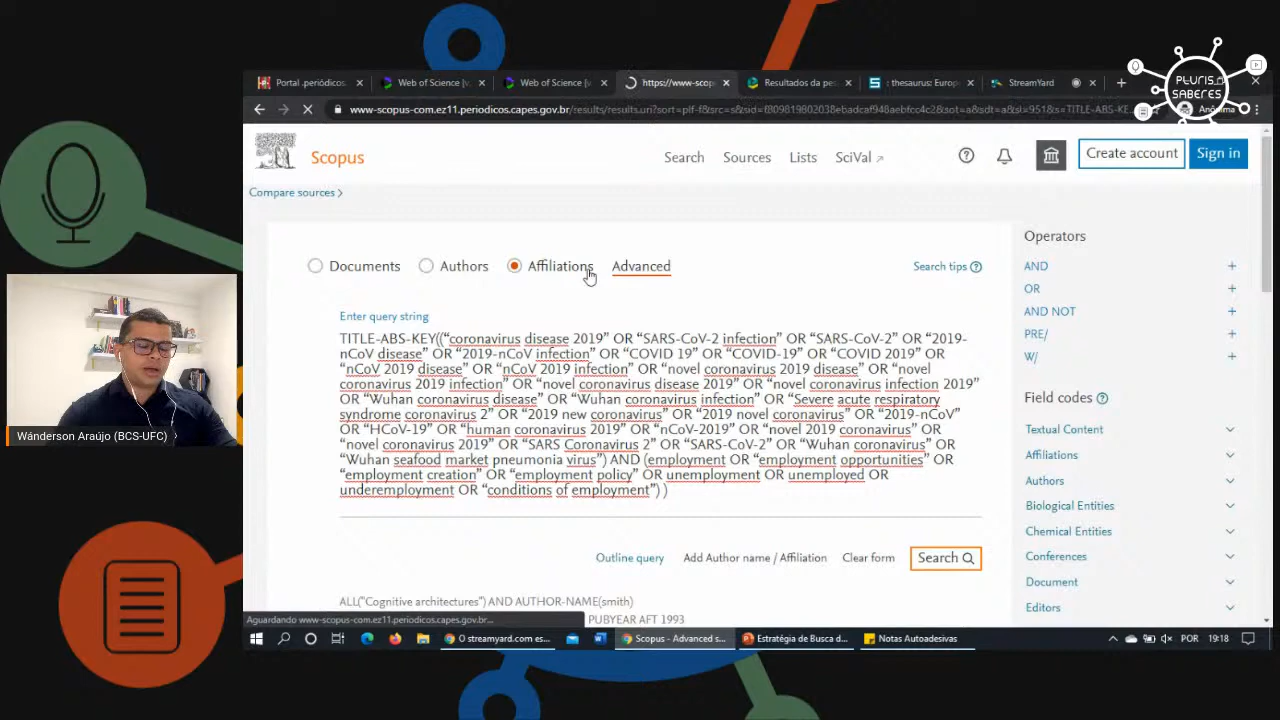 PLURIS
SABERES
Portal .periódicos.
Web of Science [v.
Web of Science [v.
https://www-scop
Resultados da pes
: thesaurus: Europ
StreamYard
www-scopus-com.ez11.periodicos.capes.gov.br/results/results.uri?sort=plf-f&src=s&sid=f809819802038ebadcaf948aebfco4c2&sot=a&sdt=a&sl=951&s=TITLE-ABS-KE...
Scopus
Search
Sources
Lists
SciVal
Create account
Sign in
Compare sources
Documents
Authors
Affiliations
Advanced
Search tips
Enter query string
TITLE-ABS-KEY((“coronavirus disease 2019” OR “SARS-CoV-2 infection” OR “SARS-CoV-2” OR “2019-
nCoV disease” OR “2019-nCoV infection” OR “COVID 19” OR “COVID-19” OR “COVID 2019” OR
“nCOV 2019 disease” OR “nCOV 2019 infection” OR “novel coronavirus 2019 disease” OR “novel
coronavirus 2019 infection” OR “novel coronavirus disease 2019” OR “novel coronavirus infection 2019”
OR “Wuhan coronavirus disease” OR “Wuhan coronavirus infection” OR “Severe acute respiratory
syndrome coronavirus 2” OR “2019 new coronavirus” OR “2019 novel coronavirus” OR “2019-nCoV”
OR “HCoV-19” OR “human coronavirus 2019” OR “nCoV-2019” OR “novel 2019 coronavirus” OR
“novel coronavirus 2019” OR “SARS Coronavirus 2” OR “SARS-CoV-2” OR “Wuhan coronavirus” OR
“Wuhan seafood market pneumonia virus”) AND (employment OR “employment opportunities” OR
“employment creation” OR “employment policy” OR unemployment OR unemployed OR
underemployment OR “conditions of employment”) )
Outline query
Add Author name / Affiliation
Clear form
Search
ALL("Cognitive architectures") AND AUTHOR-NAME(smith)
PUBYEAR AFT 1993
Operators
AND
OR
AND NOT
PRE/
W/
Field codes
Textual Content
Affiliations
Authors
Biological Entities
Chemical Entities
Conferences
Document
Editors
Aguardando www-scopus-com.ez11.periodicos.capes.gov.br...
Wánderson Araújo (BCS-UFC)
O streamyard.com es...
Scopus - Advanced s...
Estratégia de Busca d...
Notas Autoadesivas
POR
19:18